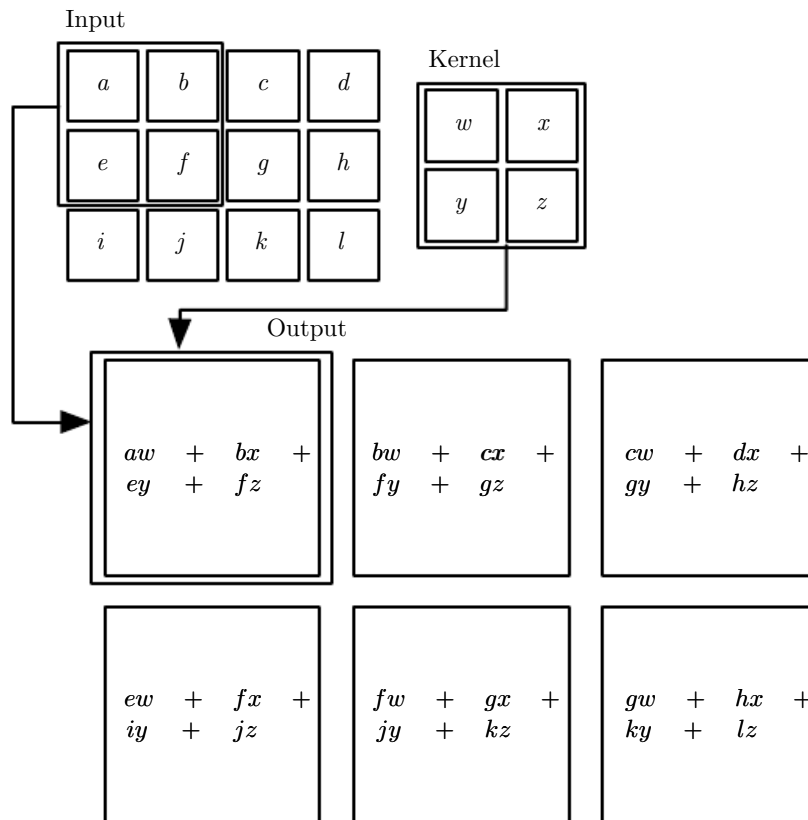 Input
Kernel
a b c d
w x
e f g h
y z
i j k l
Output
aw + bx +
ey + fz
bw + cx +
fy + gz
cw + dx +
gy + hz
ew + fx +
iy + jz
fw + gx +
jy + kz
gw + hx +
ky + lz